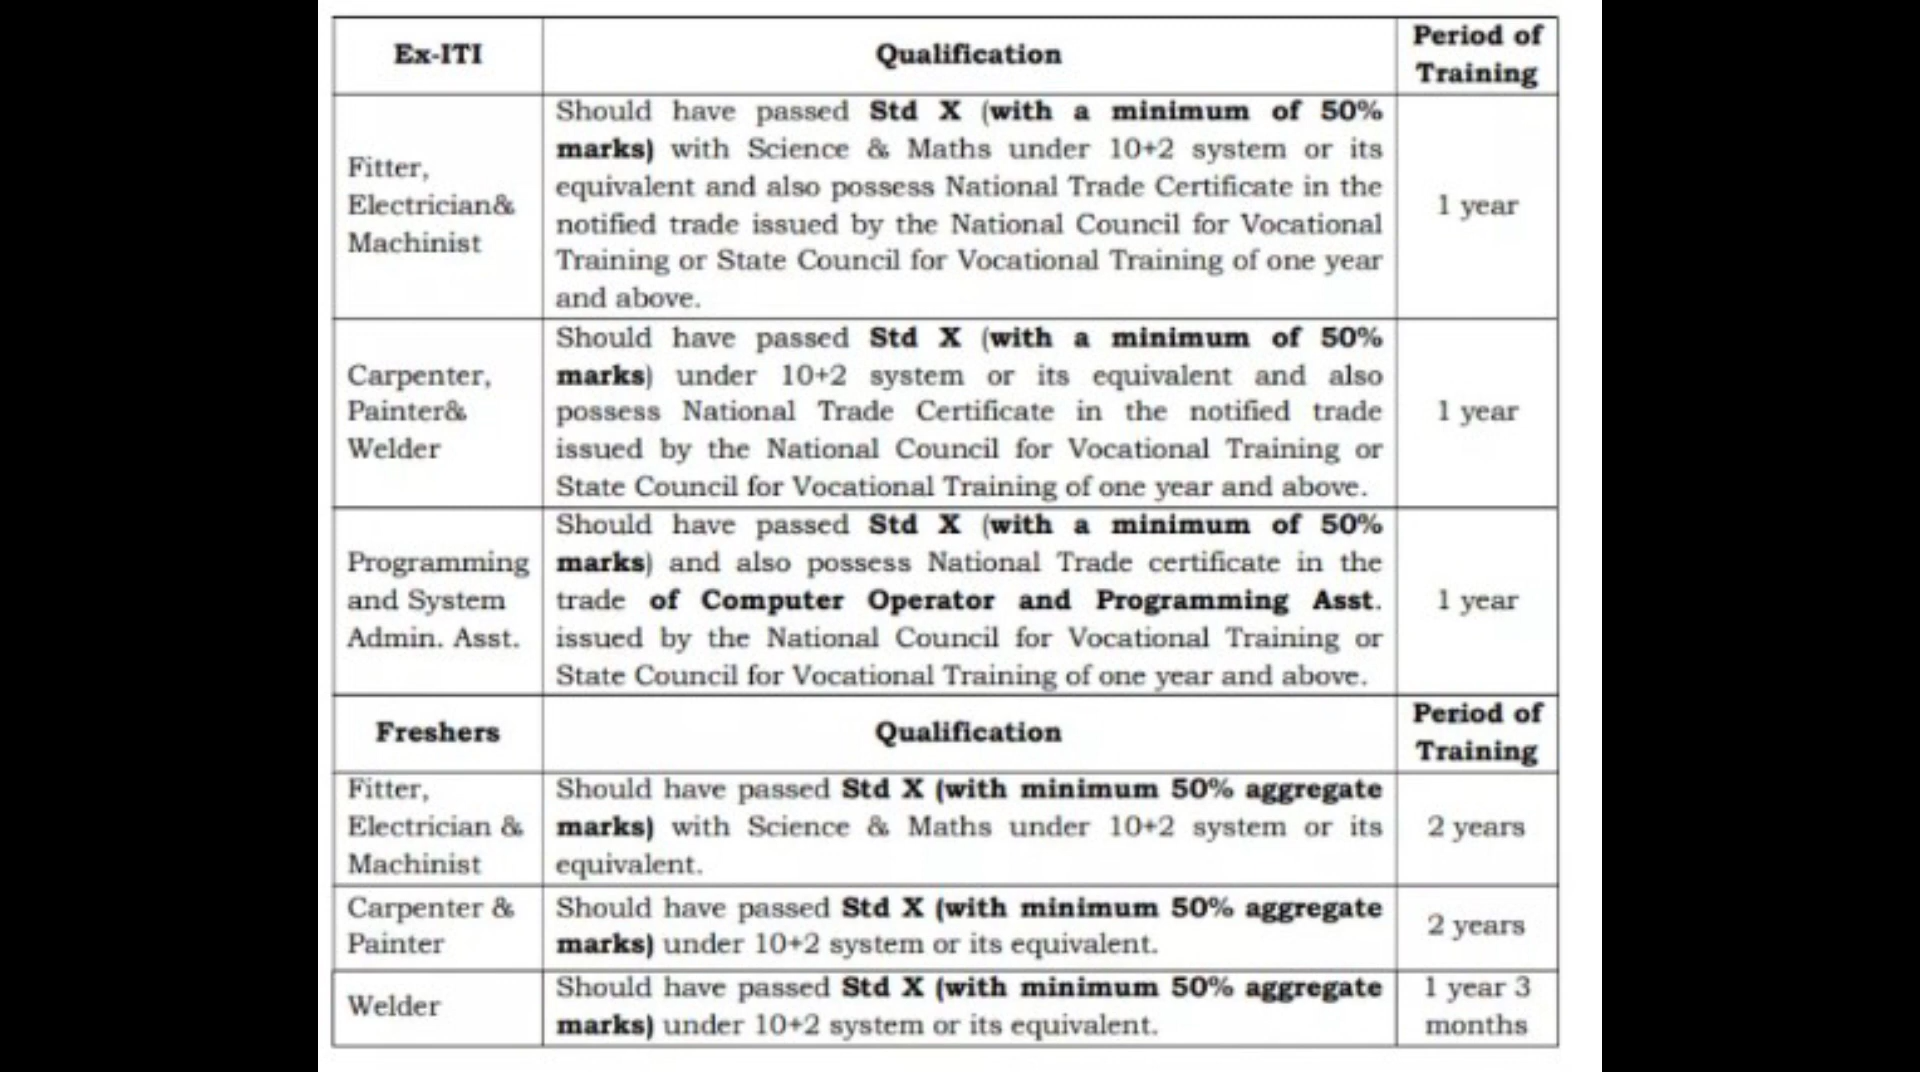 Ex-ITI
Qualification
Period of
Training
Fitter,
Electrician&
Machinist
Should have passed Std X (with a minimum of 50%
marks) with Science & Maths under 10+2 system or its
equivalent and also possess National Trade Certificate in the
notified trade issued by the National Council for Vocational
Training or State Council for Vocational Training of one year
and above.
1 year
Carpenter,
Painter&
Welder
Should have passed Std X (with a minimum of 50%
marks) under 10+2 system or its equivalent and also
possess National Trade Certificate in the notified trade
issued by the National Council for Vocational Training or
State Council for Vocational Training of one year and above.
1 year
Programming
and System
Admin. Asst.
Should have passed Std X (with a minimum of 50%
marks) and also possess National Trade certificate in the
trade of Computer Operator and Programming Asst.
issued by the National Council for Vocational Training or
State Council for Vocational Training of one year and above.
1 year
Freshers
Qualification
Period of
Training
Fitter,
Electrician &
Machinist
Should have passed Std X (with minimum 50% aggregate
marks) with Science & Maths under 10+2 system or its
equivalent.
2 years
Carpenter &
Painter
Should have passed Std X (with minimum 50% aggregate
marks) under 10+2 system or its equivalent.
2 years
Welder
Should have passed Std X (with minimum 50% aggregate
marks) under 10+2 system or its equivalent.
1 year 3
months